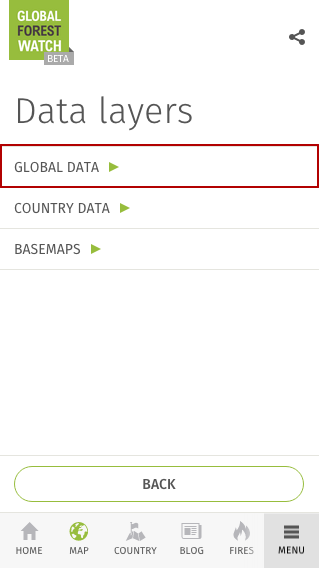 GLOBAL
FOREST
WATCH
BETA
Data layers
GLOBAL DATA
COUNTRY DATA
BASEMAPS
BACK
HOME MAP COUNTRY BLOG FIRES MENU